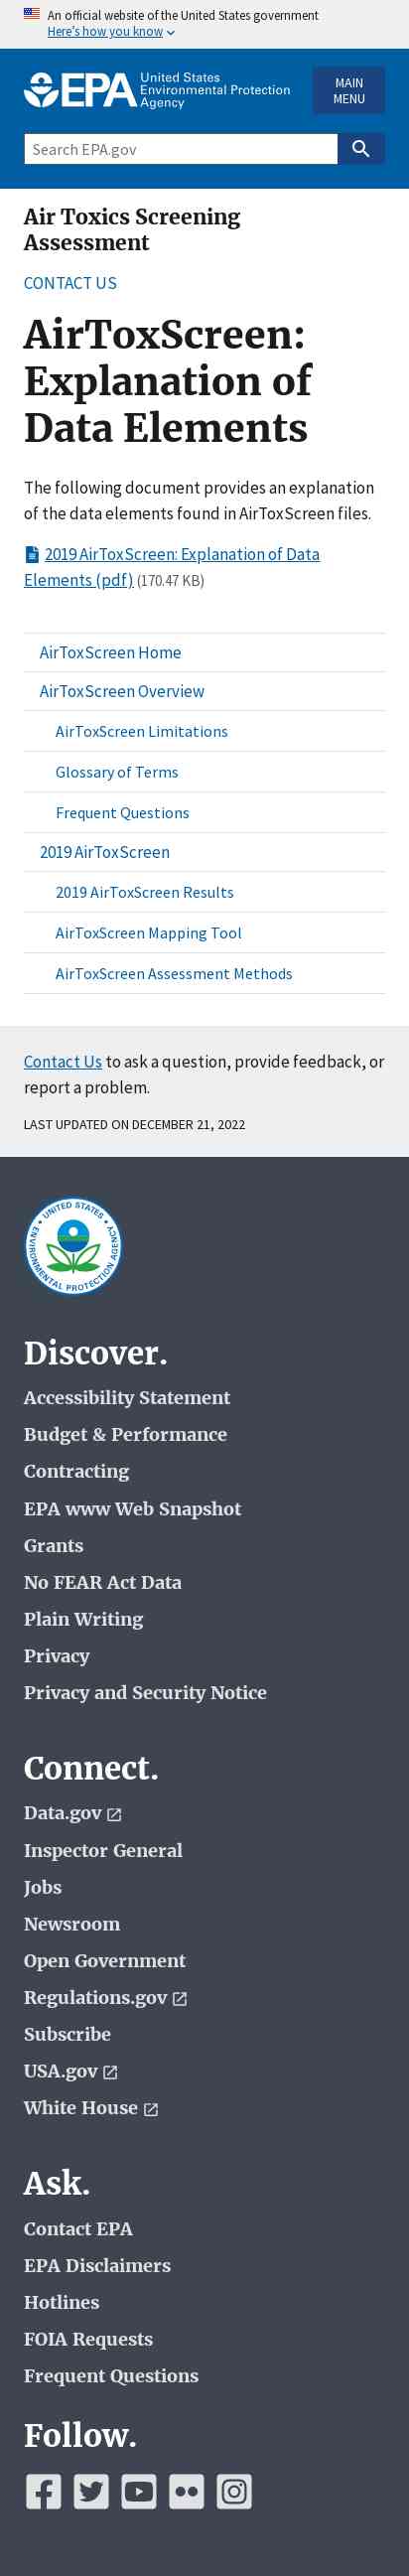 An official website of the United States government
Here's how you know
EPA United States
Environmental Protection
Agency
MAIN
MENU
Search EPA.gov
Air Toxics Screening
Assessment
CONTACT US
AirToxScreen:
Explanation of
Data Elements
The following document provides an explanation
of the data elements found in AirToxScreen files.
2019 AirToxScreen: Explanation of Data
Elements (pdf) (170.47 KB)
AirToxScreen Home
AirToxScreen Overview
AirToxScreen Limitations
Glossary of Terms
Frequent Questions
2019 AirToxScreen
2019 AirToxScreen Results
AirToxScreen Mapping Tool
AirToxScreen Assessment Methods
Contact Us to ask a question, provide feedback, or
report a problem.
LAST UPDATED ON DECEMBER 21, 2022
UNITED STATES
ENVIRONMENTAL PROTECTION AGENCY
Discover.
Accessibility Statement
Budget & Performance
Contracting
EPA www Web Snapshot
Grants
No FEAR Act Data
Plain Writing
Privacy
Privacy and Security Notice
Connect.
Data.gov
Inspector General
Jobs
Newsroom
Open Government
Regulations.gov
Subscribe
USA.gov
White House
Ask.
Contact EPA
EPA Disclaimers
Hotlines
FOIA Requests
Frequent Questions
Follow.